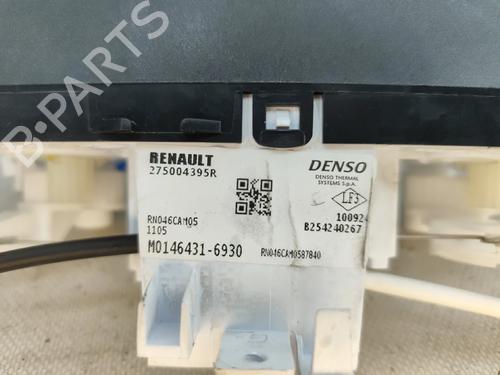 B-PARTS
RENAULT
275004395R
DENSO
DENSO THERMAL
SYSTEMS S.p.A.
LF3
RN046CAM05
1105
10092
B254240267
M0146431-6930
RN046CAM0587840